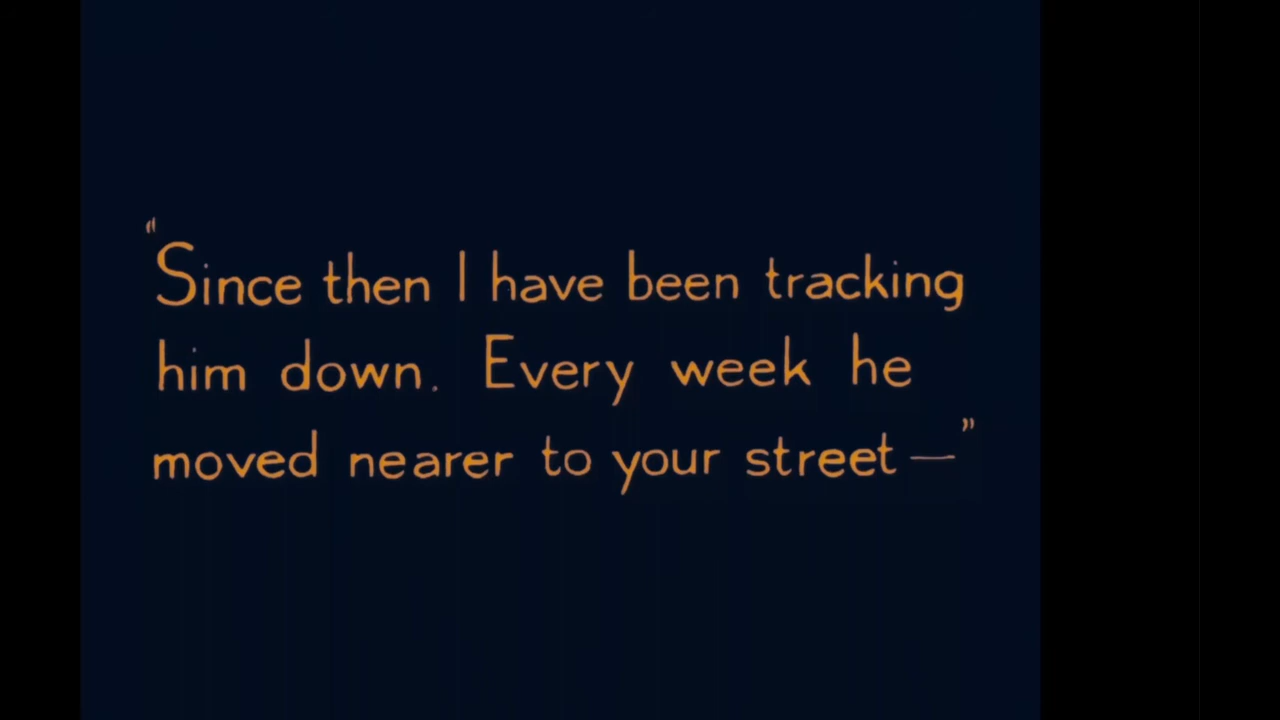 "Since then I have been tracking
him down. Every week he
moved nearer to your street —"